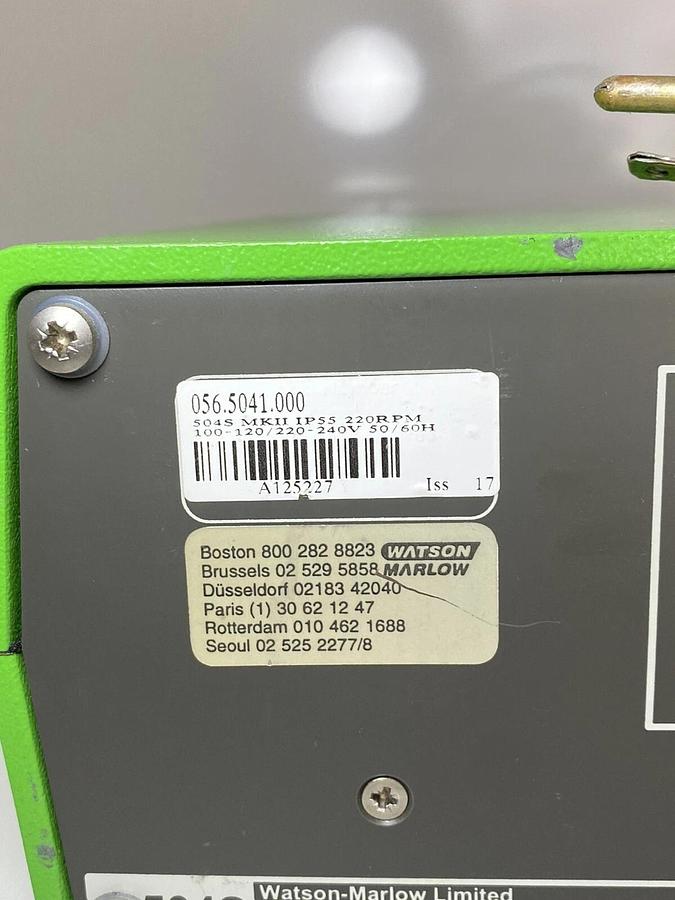 056.5041.000
504S MKII IP55 220RPM
100-120/220-240V 50/60H
A125227 Iss 17
Boston 800 282 8823 WATSON
Brussels 02 529 5858 MARLOW
Düsseldorf 02183 42040
Paris (1) 30 62 12 47
Rotterdam 010 462 1688
Seoul 02 525 2277/8
504S Watson-Marlow Limited